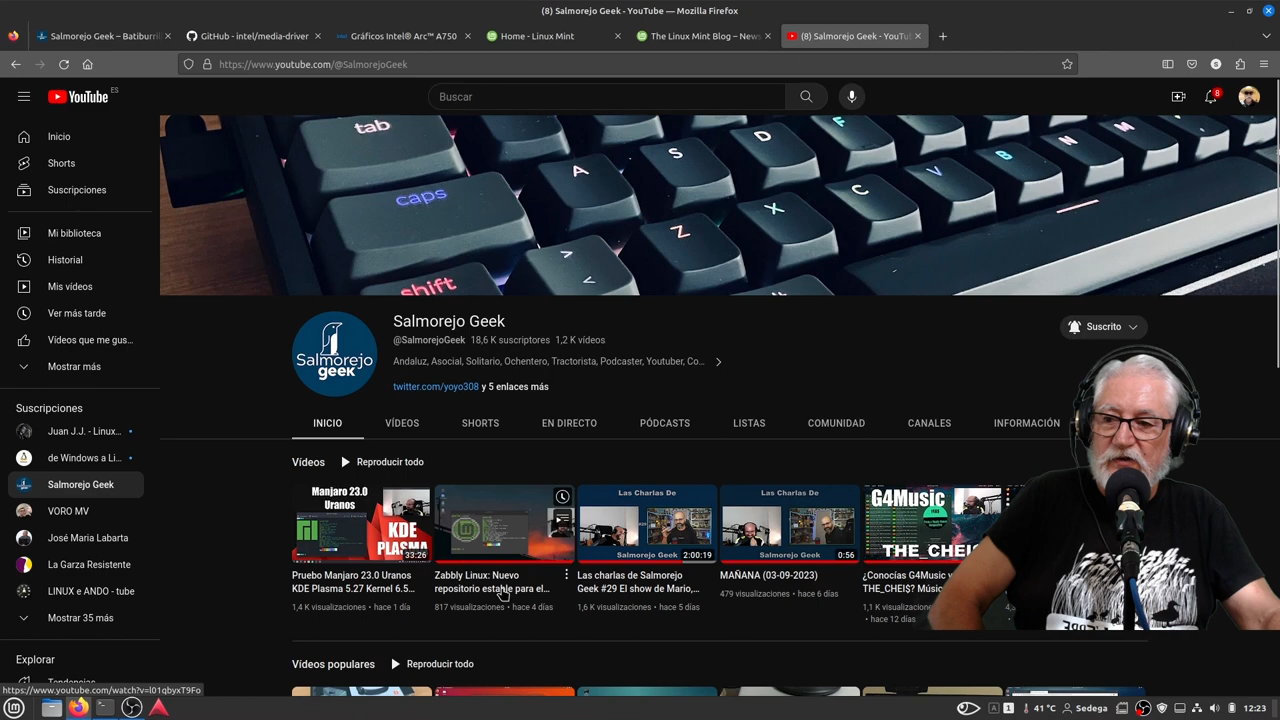 (8) Salmorejo Geek - YouTube — Mozilla Firefox
Salmorejo Geek – Batiburril
GitHub - intel/media-driver
Gráficos Intel® Arc™ A750
Home - Linux Mint
The Linux Mint Blog – News
(8) Salmorejo Geek - YouTu
https://www.youtube.com/@SalmorejoGeek
YouTube ES
Buscar
8
tab
caps
shift
A
S
D
F
Z
X
C
V
B
N
M
Inicio
Shorts
Suscripciones
Mi biblioteca
Historial
Mis vídeos
Ver más tarde
Vídeos que me gus...
Mostrar más
Suscripciones
Juan J.J. - Linux...
de Windows a Li...
Salmorejo Geek
VORO MV
José Maria Labarta
La Garza Resistente
LINUX e ANDO - tube
Mostrar 35 más
Explorar
Salmorejo
geek
Salmorejo Geek
@SalmorejoGeek 18,6 K suscriptores 1,2 K vídeos
Andaluz, Asocial, Solitario, Ochentero, Tractorista, Podcaster, Youtuber, Co...
twitter.com/yoyo308 y 5 enlaces más
Suscrito
INICIO VÍDEOS SHORTS EN DIRECTO PÓDCASTS LISTAS COMUNIDAD CANALES INFORMACIÓN
Vídeos Reproducir todo
Manjaro 23.0
Uranos
KDE
PLASMA
33:26
Pruebo Manjaro 23.0 Uranos
KDE Plasma 5.27 Kernel 6.5...
1,4 K visualizaciones • hace 1 día
Zabbly Linux: Nuevo
repositorio estable para el...
817 visualizaciones • hace 4 días
Las Charlas De
Salmorejo Geek
2:00:19
Las charlas de Salmorejo
Geek #29 El show de Mario,...
1,6 K visualizaciones • hace 5 días
Las Charlas De
Salmorejo Geek
0:56
MAÑANA (03-09-2023)
479 visualizaciones • hace 6 días
G4Music
THE_CHEI$
¿Conocías G4Music
THE_CHEI$? Músi
hace 12 días
Vídeos populares Reproducir todo
https://www.youtube.com/watch?v=l01qbyxT9Fo
1
41°C
Sedega
12:23